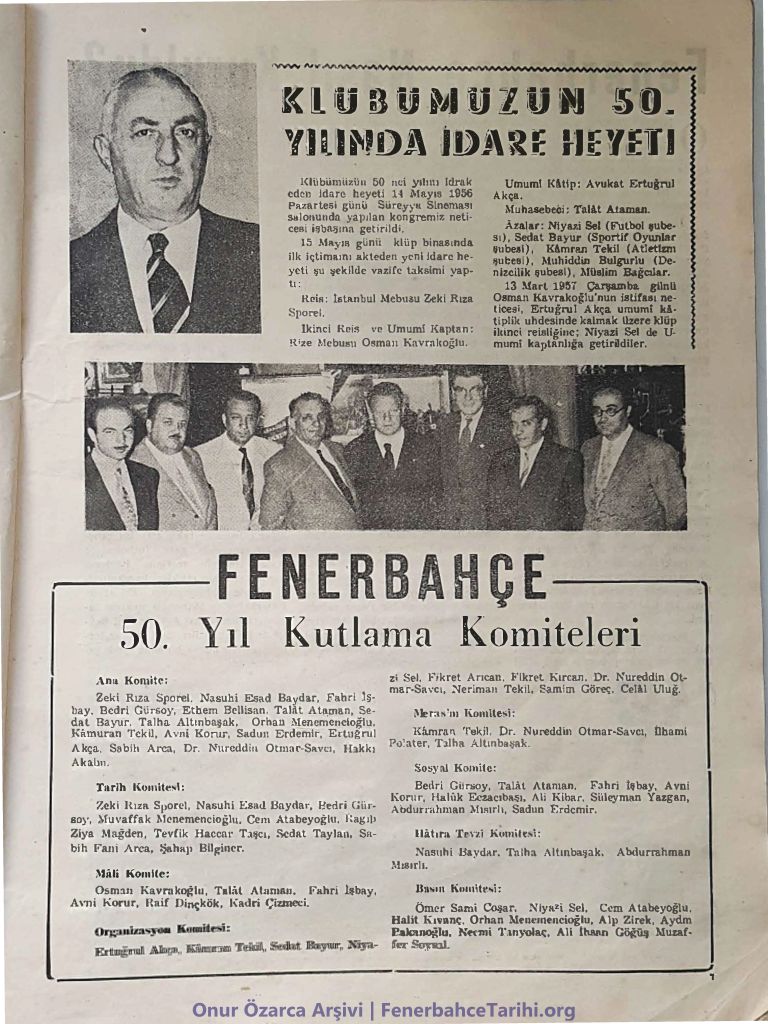 KLÜBÜMÜZÜN 50.
YILINDA İDARE HEYETİ
Klübümüzün 50 nci yılını idrak
eden idare heyeti 14 Mayıs 1956
Pazartesi günü Süreyya Sineması
salonunda yapılan kongremiz neti-
cesi işbaşına getirildi.
15 Mayıs günü klüp binasında
ilk içtimaını akteden yeni idare he-
yeti şu şekilde vazife taksimi yap-
tı:
Reis: İstanbul Mebusu Zeki Rıza
Sporel.
İkinci Reis ve Umumî Kaptan:
Rize Mebusu Osman Kavrakoğlu.
Umumî Kâtip: Avukat Ertuğrul
Akça.
Muhasebeci: Talât Ataman.
Azalar: Niyazi Sel (Futbol şube-
si), Sedat Bayur (Sportif Oyunlar
şubesi), Kâmran Tekil (Atletizm
şubesi), Muhiddin Bulgurlu (De-
nizcilik şubesi), Müslim Bağcılar.
13 Mart 1957 Çarşamba günü
Osman Kavrakoğlu'nun istifası ne-
ticesi, Ertuğrul Akça umumî kâ-
tiplik uhdesinde kalmak üzere klüp
ikinci reisliğine; Niyazi Sel de U-
mumî kaptanlığa getirildiler.
FENERBAHÇE
50. Yıl Kutlama Komiteleri
Ana Komite:
Zeki Rıza Sporel, Nasuhi Esad Baydar, Fahri İş-
bay, Bedri Gürsoy, Ethem Bellisan, Talât Ataman, Se-
dat Bayur, Talha Altınbaşak, Orhan Menemencioğlu,
Kâmuran Tekil, Avni Korur, Sadun Erdemir, Ertuğrul
Akça, Sabih Arca, Dr. Nureddin Otmar-Savcı, Hakkı
Akalın.
Tarih Komitesi:
Zeki Rıza Sporel, Nasuhi Esad Baydar, Bedri Gür-
soy, Muvaffak Menemencioğlu, Cem Atabeyoğlu, Ragıb
Ziya Mağden, Tevfik Haccar Taşçı, Sedat Taylan, Sa-
bih Fani Arca, Şahap Bilginer.
Mâli Komite:
Osman Kavrakoğlu, Talât Ataman, Fahri İşbay,
Avni Korur, Raif Dinçkök, Kadri Çizmeci.
Organizasyon Komitesi:
Ertuğrul Akça, Kâmran Tekil, Sedat Bayur, Niya-
zi Sel, Fikret Arıcan, Fikret Kırcan, Dr. Nureddin Ot-
mar-Savcı, Neriman Tekil, Samim Göreç, Celâl Uluğ.
Merasim Komitesi:
Kâmran Tekil, Dr. Nureddin Otmar-Savcı, İlhami
Polater, Talha Altınbaşak.
Sosyal Komite:
Bedri Gürsoy, Talât Ataman, Fahri İşbay, Avni
Korur, Halûk Eczacıbaşı, Ali Kibar, Süleyman Yazgan,
Abdurrahman Mısırlı, Sadun Erdemir.
Hâtıra Tevzi Komitesi:
Nasuhi Baydar, Talha Altınbaşak, Abdurrahman
Mısırlı.
Basın Komitesi:
Ömer Sami Coşar, Niyazi Sel, Cem Atabeyoğlu,
Halit Kıvanç, Orhan Menemencioğlu, Alp Zirek, Aydın
Pakanoğlu, Necmi Tanyolaç, Ali İhsan Göğüş Muzaf-
fer Soysal.
Onur Özarca Arşivi | FenerbahceTarihi.org